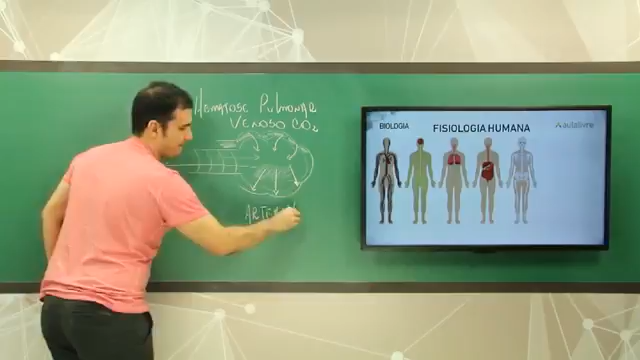 Hematose Pulmonar
Venoso CO₂
BIOLOGIA
FISIOLOGIA HUMANA
aulalivre